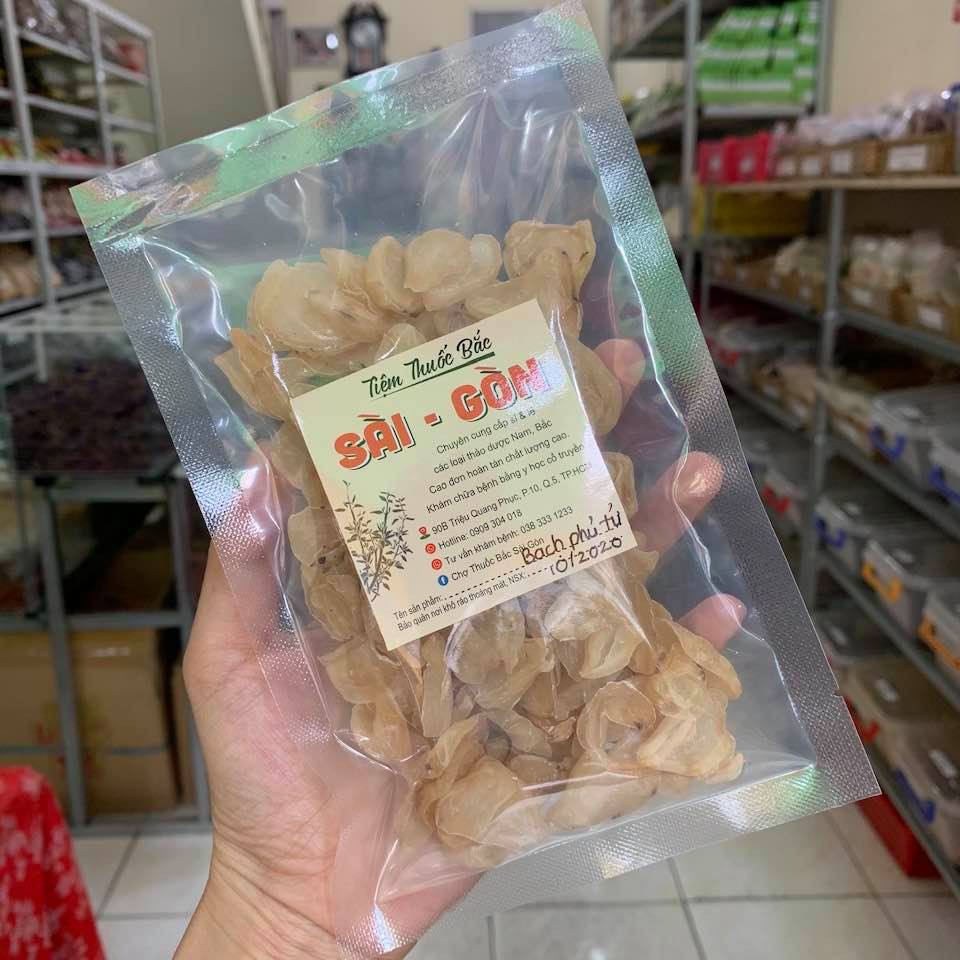 Tiệm Thuốc Bắc
SÀI - GÒN
Chuyên cung cấp sỉ & lẻ
các loại thảo dược Nam, Bắc
Cao đơn hoàn tán chất lượng cao.
Khám chữa bệnh bằng y học cổ truyền
90B Triệu Quang Phục, P.10, Q.5, TP.HCM
Hotline: 0909 304 018
Tư vấn khám bệnh: 038 333 1233
Chợ Thuốc Bắc Sài Gòn
Tên sản phẩm: Bạch phụ tử
Bảo quản nơi khô ráo thoáng mát, NSX: 10/2020